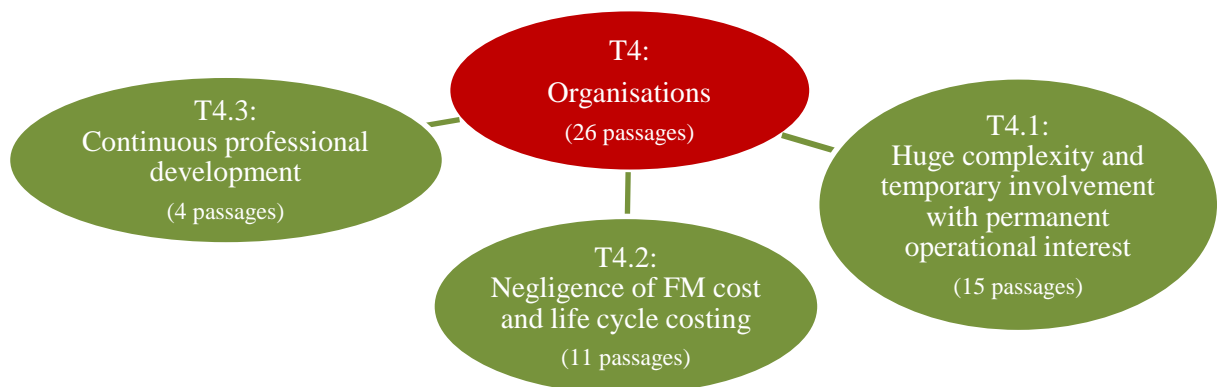 T4:
Organisations
(26 passages)
T4.3:
Continuous professional
development
(4 passages)
T4.2:
Negligence of FM cost
and life cycle costing
(11 passages)
T4.1:
Huge complexity and
temporary involvement
with permanent
operational interest
(15 passages)